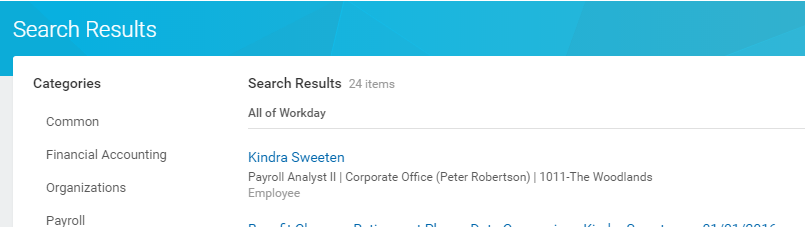 Search Results
Categories
Common
Financial Accounting
Organizations
Payroll
Search Results 24 items
All of Workday
Kindra Sweeten
Payroll Analyst II | Corporate Office (Peter Robertson) | 1011-The Woodlands
Employee